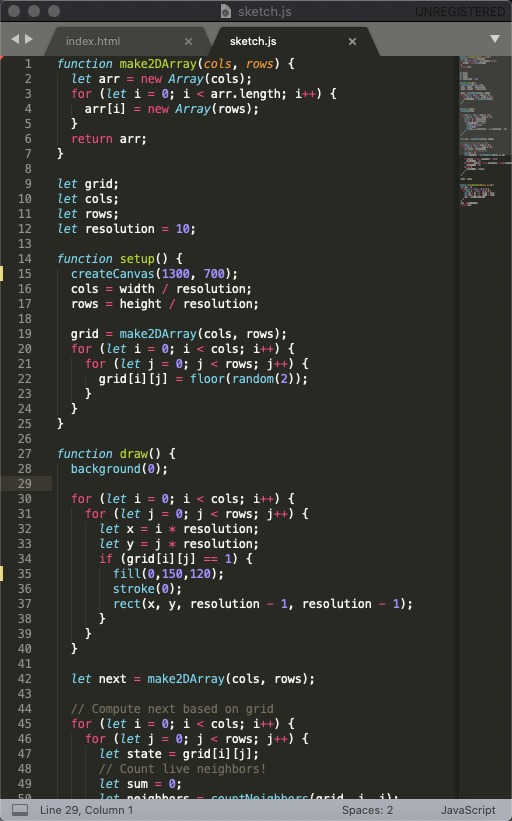 sketch.js
UNREGISTERED
index.html
sketch.js
1 function make2DArray(cols, rows) {
2 let arr = new Array(cols);
3 for (let i = 0; i < arr.length; i++) {
4 arr[i] = new Array(rows);
5 }
6 return arr;
7 }
8
9 let grid;
10 let cols;
11 let rows;
12 let resolution = 10;
13
14 function setup() {
15 createCanvas(1300, 700);
16 cols = width / resolution;
17 rows = height / resolution;
18
19 grid = make2DArray(cols, rows);
20 for (let i = 0; i < cols; i++) {
21 for (let j = 0; j < rows; j++) {
22 grid[i][j] = floor(random(2));
23 }
24 }
25 }
26
27 function draw() {
28 background(0);
29
30 for (let i = 0; i < cols; i++) {
31 for (let j = 0; j < rows; j++) {
32 let x = i * resolution;
33 let y = j * resolution;
34 if (grid[i][j] == 1) {
35 fill(0,150,120);
36 stroke(0);
37 rect(x, y, resolution - 1, resolution - 1);
38 }
39 }
40 }
41
42 let next = make2DArray(cols, rows);
43
44 // Compute next based on grid
45 for (let i = 0; i < cols; i++) {
46 for (let j = 0; j < rows; j++) {
47 let state = grid[i][j];
48 // Count live neighbors!
49 let sum = 0;
50 let neighbors = countNeighbors(grid, i, j);
Line 29, Column 1
Spaces: 2
JavaScript